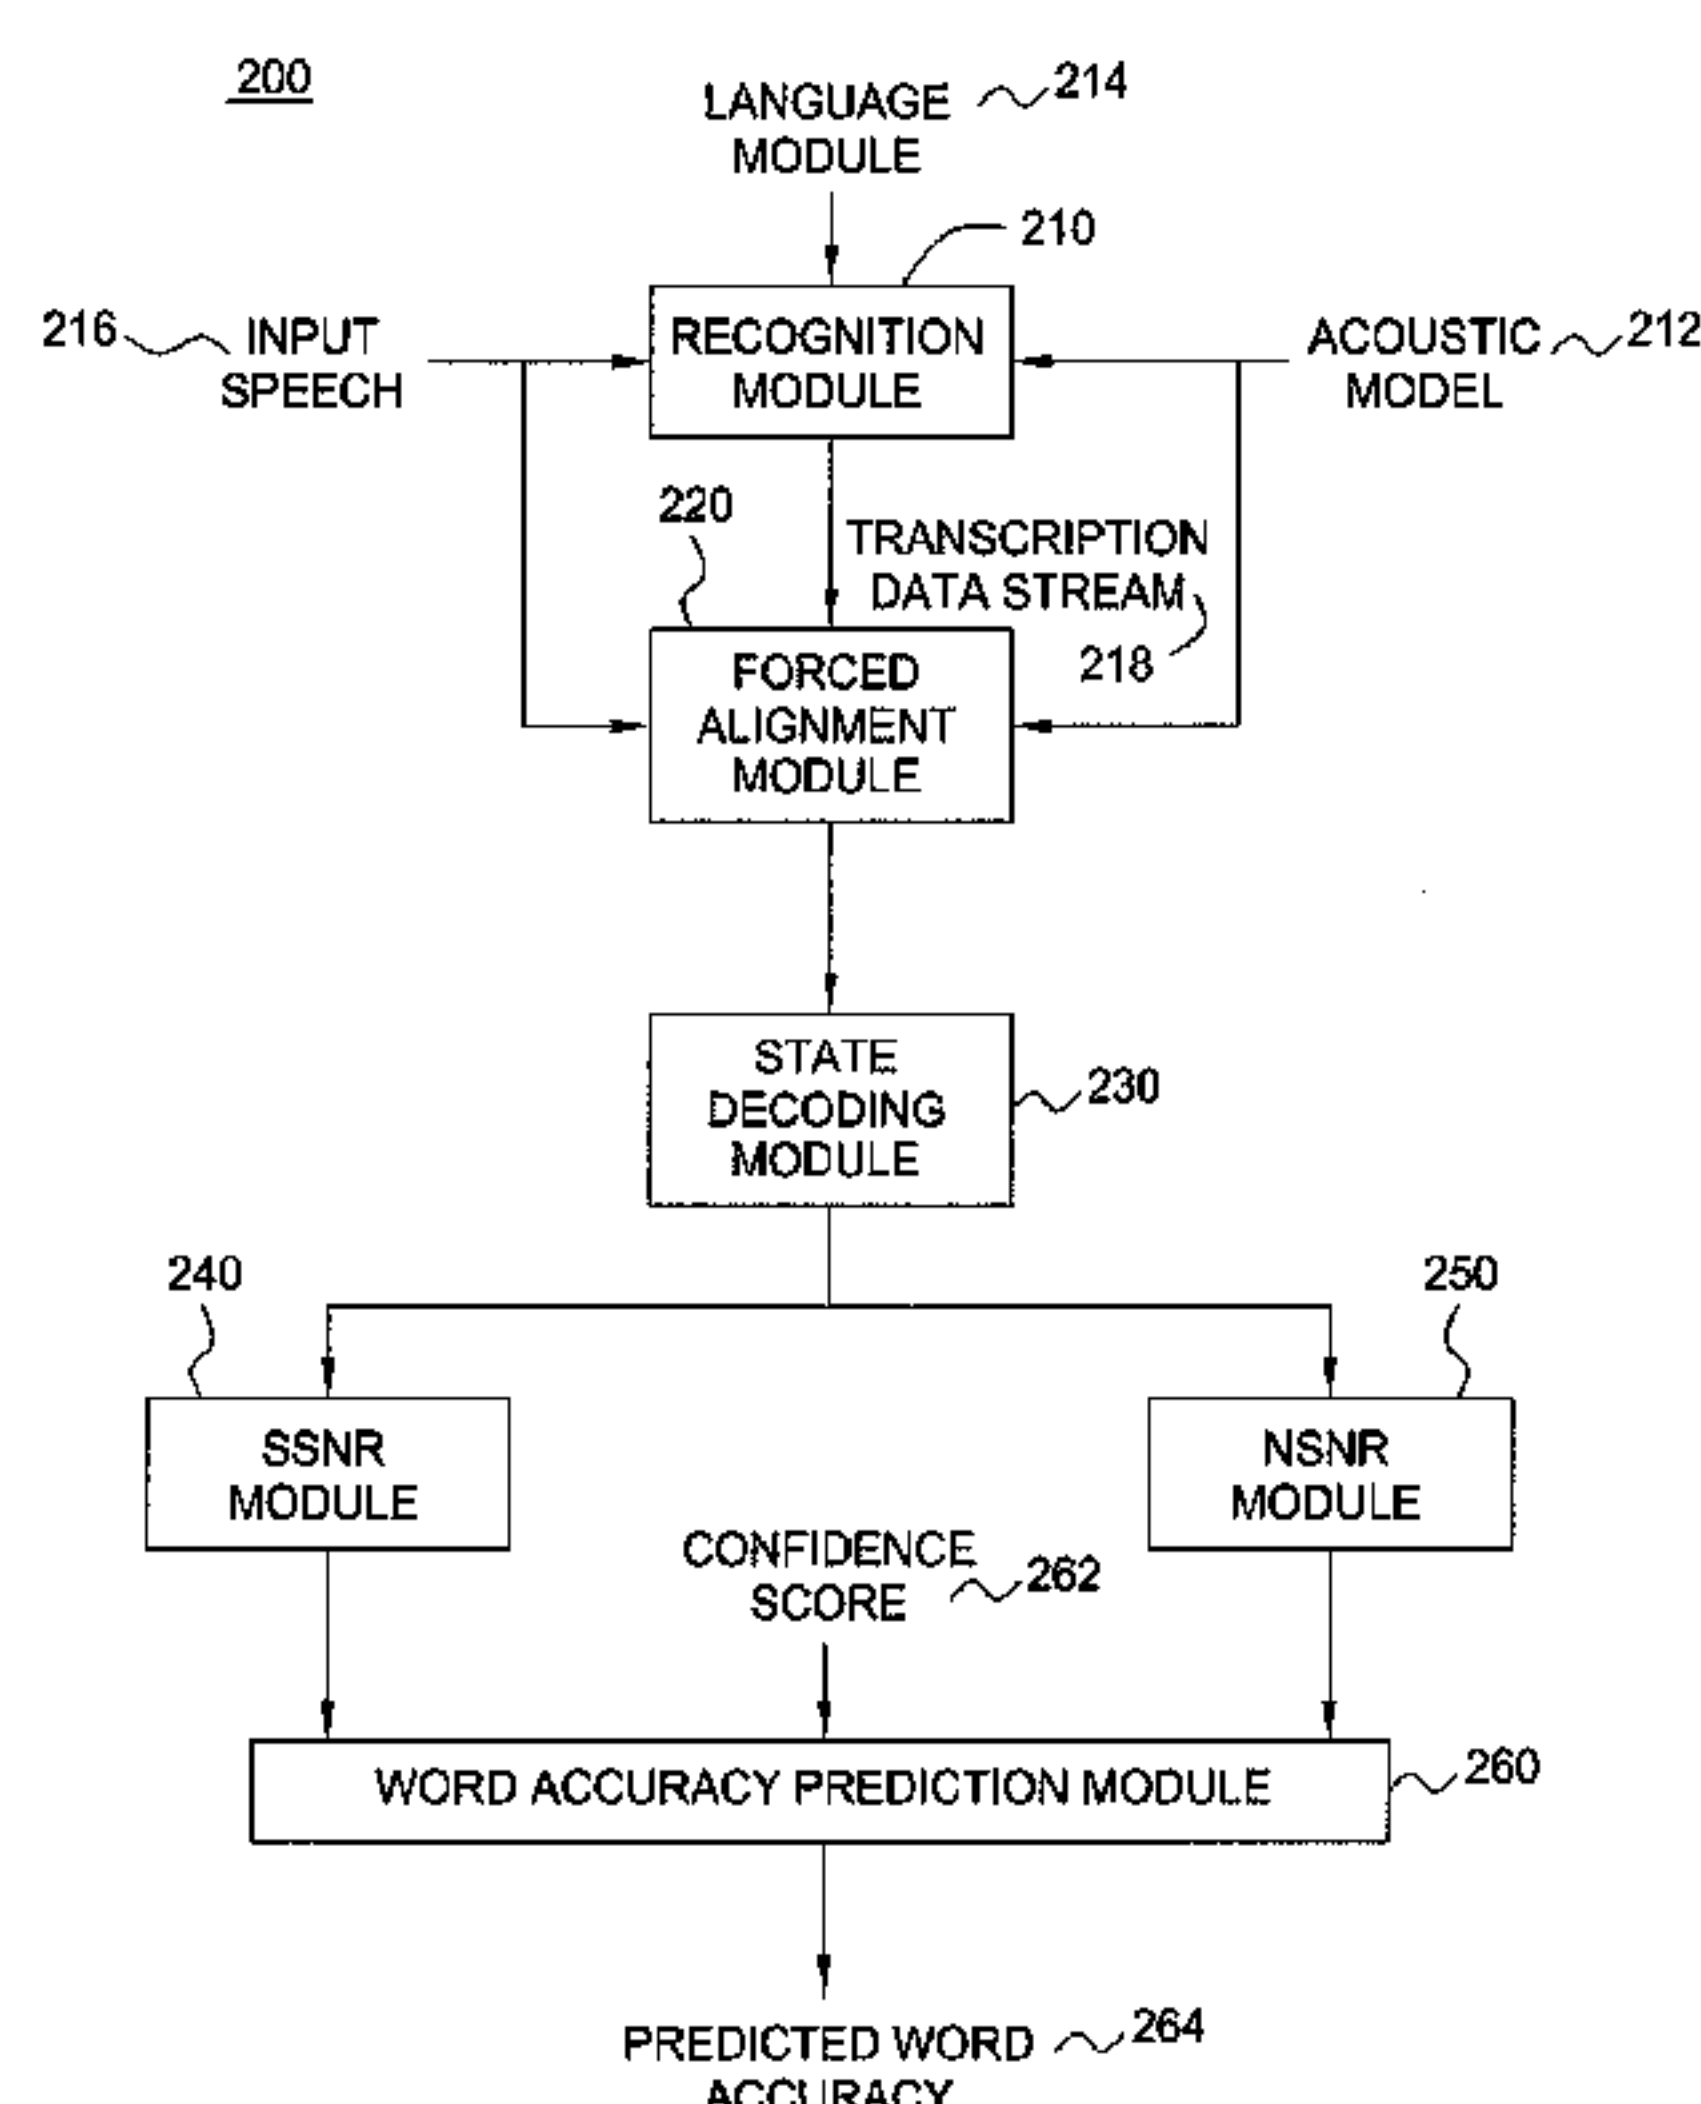 200
LANGUAGE
MODULE
214
210
216
INPUT
SPEECH
RECOGNITION
MODULE
ACOUSTIC
MODEL
212
220
TRANSCRIPTION
DATA STREAM
218
FORCED
ALIGNMENT
MODULE
STATE
DECODING
MODULE
230
240
250
SSNR
MODULE
NSNR
MODULE
CONFIDENCE
SCORE
262
WORD ACCURACY PREDICTION MODULE
260
PREDICTED WORD
ACCURACY
264